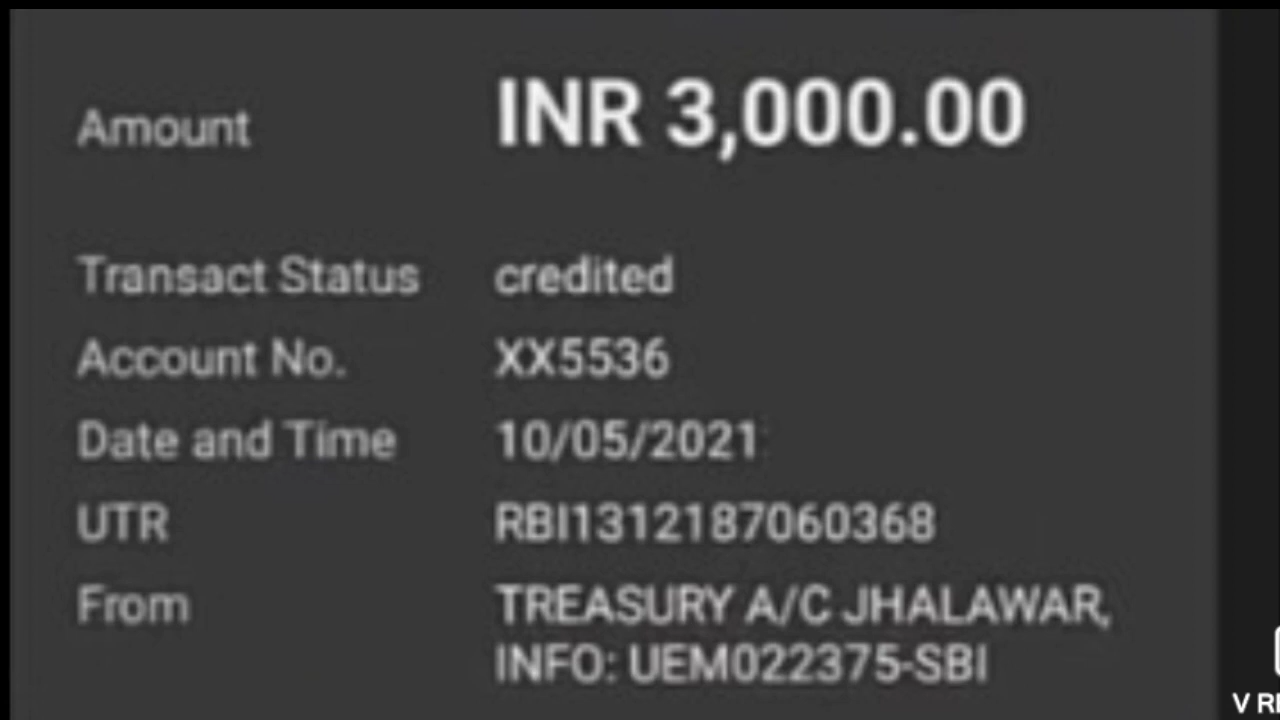 Amount INR 3,000.00
Transact Status credited
Account No. XX5536
Date and Time 10/05/2021
UTR RBI1312187060368
From TREASURY A/C JHALAWAR,
INFO: UEM022375-SBI